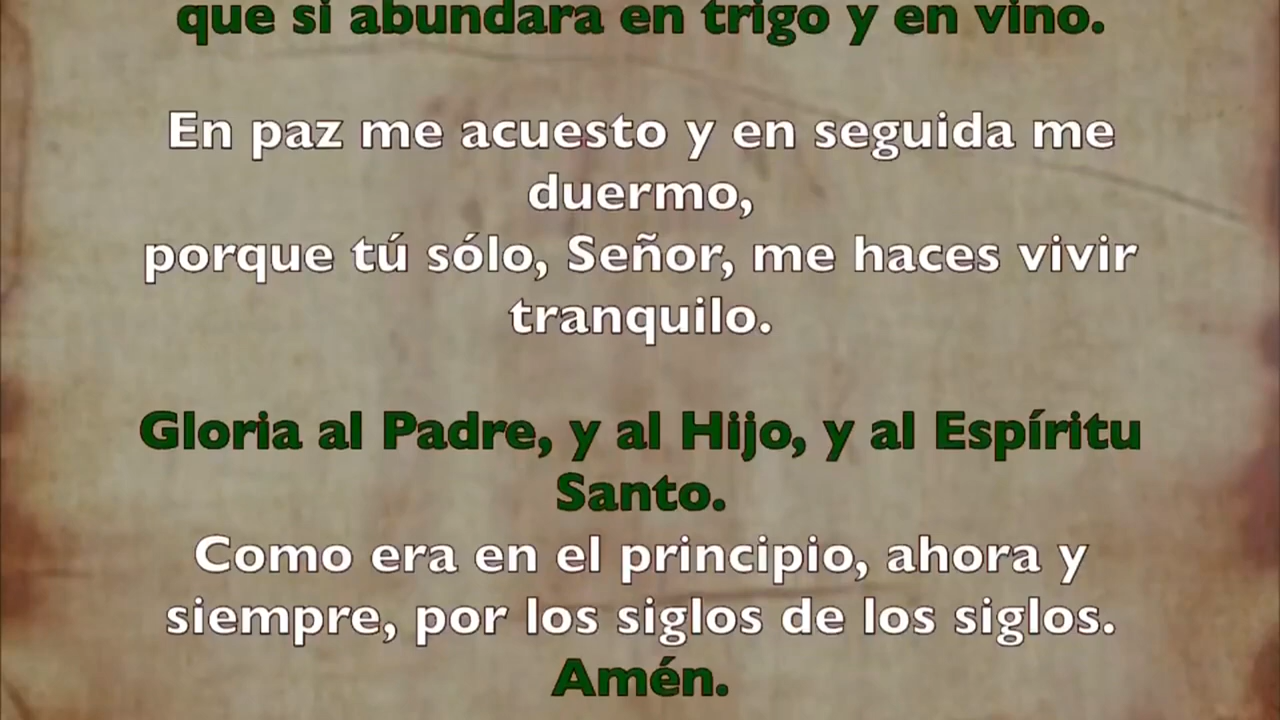 que si abundara en trigo y en vino.
En paz me acuesto y en seguida me
duermo,
porque tú sólo, Señor, me haces vivir
tranquilo.
Gloria al Padre, y al Hijo, y al Espíritu
Santo.
Como era en el principio, ahora y
siempre, por los siglos de los siglos.
Amén.